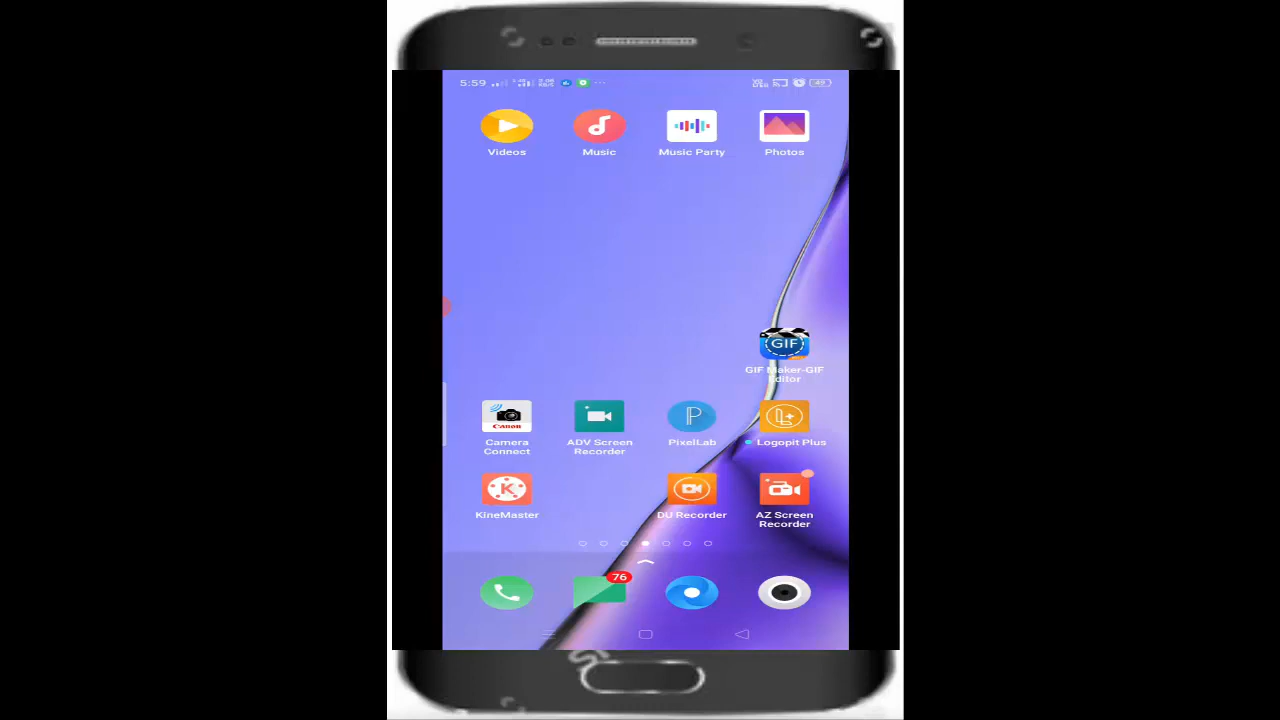 5:59
Videos
Music
Music Party
Photos
GIF
GIF Maker-GIF
Editor
Canon
Camera
Connect
ADV Screen
Recorder
P
PixelLab
Logopit Plus
K
KineMaster
DU Recorder
AZ Screen
Recorder
76